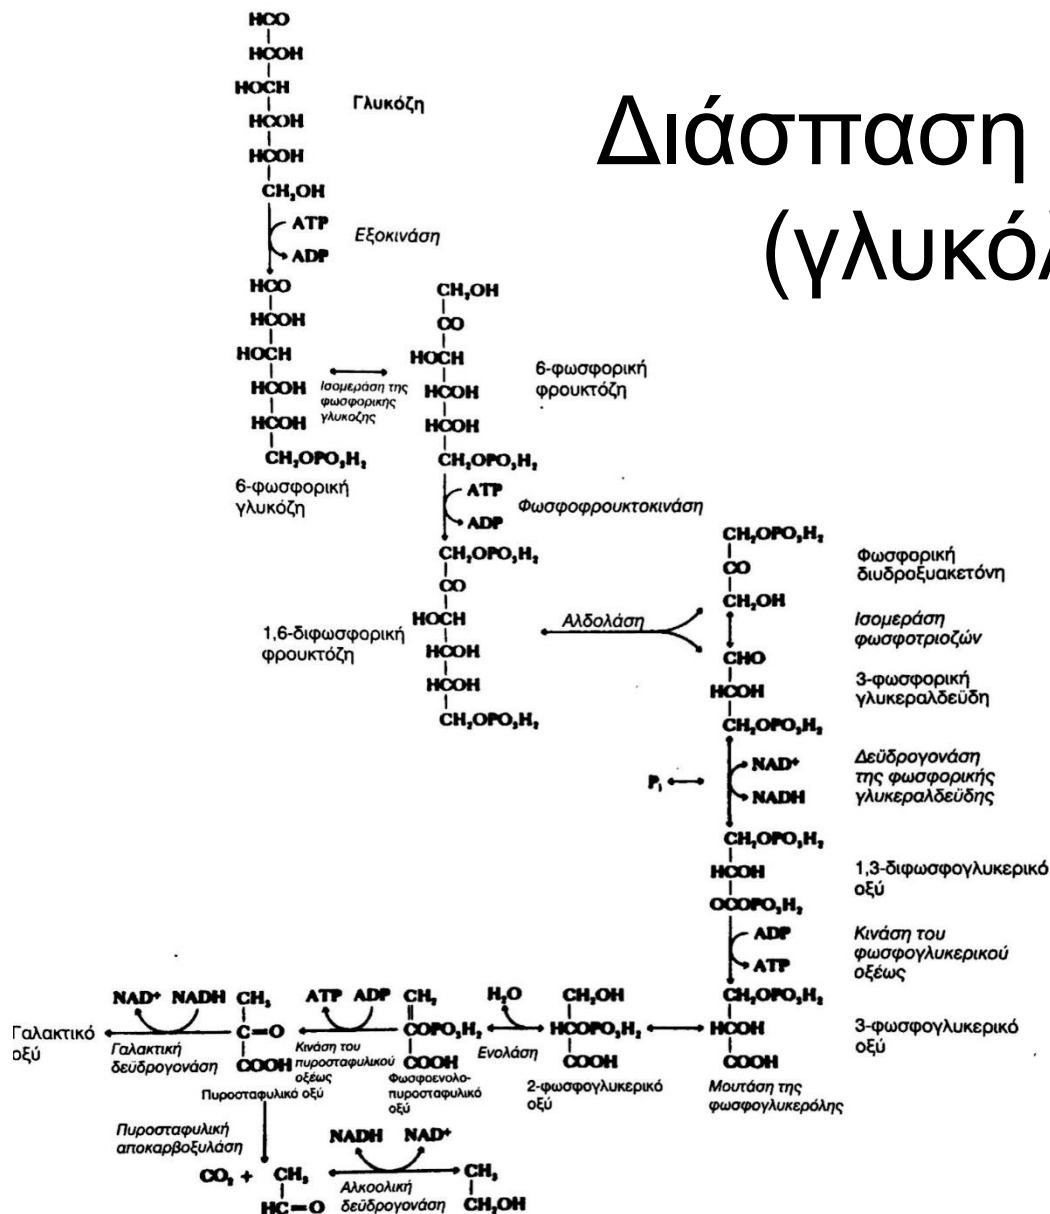 Διάσπαση
(γλυκόλ
HCO
HCOH
HOCH
HCOH
HCOH
CH₂OH
Γλυκόζη
ATP
ADP
Εξοκινάση
HCO
HCOH
HOCH
HCOH
HCOH
CH₂OPO₃H₂
6-φωσφορική
γλυκόζη
Ισομεράση της
φωσφορικής
γλυκοζης
CH₂OH
CO
HOCH
HCOH
HCOH
CH₂OPO₃H₂
6-φωσφορική
φρουκτόζη
ATP
ADP
Φωσφοφρουκτοκινάση
CH₂OPO₃H₂
CO
HOCH
HCOH
HCOH
CH₂OPO₃H₂
1,6-διφωσφορική
φρουκτόζη
Αλδολάση
CH₂OPO₃H₂
CO
CH₂OH
Φωσφορική
διυδροξυακετόνη
Ισομεράση
φωσφοτριοζών
CHO
HCOH
CH₂OPO₃H₂
3-φωσφορική
γλυκεραλδεϋδη
Pᵢ
NAD⁺
NADH
Δεϋδρογονάση
της φωσφορικής
γλυκεραλδεϋδης
CH₂OPO₃H₂
HCOH
OCOPO₃H₂
1,3-διφωσφογλυκερικό
οξύ
ADP
ATP
Κινάση του
φωσφογλυκερικού
οξέως
CH₂OPO₃H₂
HCOH
COOH
3-φωσφογλυκερικό
οξύ
Μουτάση της
φωσφογλυκερόλης
CH₂OH
HCOPO₃H₂
COOH
2-φωσφογλυκερικό
οξύ
H₂O
Ενολάση
CH₂
COPO₃H₂
COOH
Φωσφοενολο-
πυροσταφυλικό
οξύ
ATP ADP
Κινάση του
πυροσταφυλικού
οξέως
CH₃
C=O
COOH
Πυροσταφυλικό οξύ
NAD⁺ NADH
Γαλακτική
δεϋδρογονάση
Γαλακτικό
οξύ
Πυροσταφυλική
αποκαρβοξυλάση
CO₂ + CH₃
HC=O
NADH NAD⁺
Αλκοολική
δεϋδρογονάση
CH₃
CH₂OH